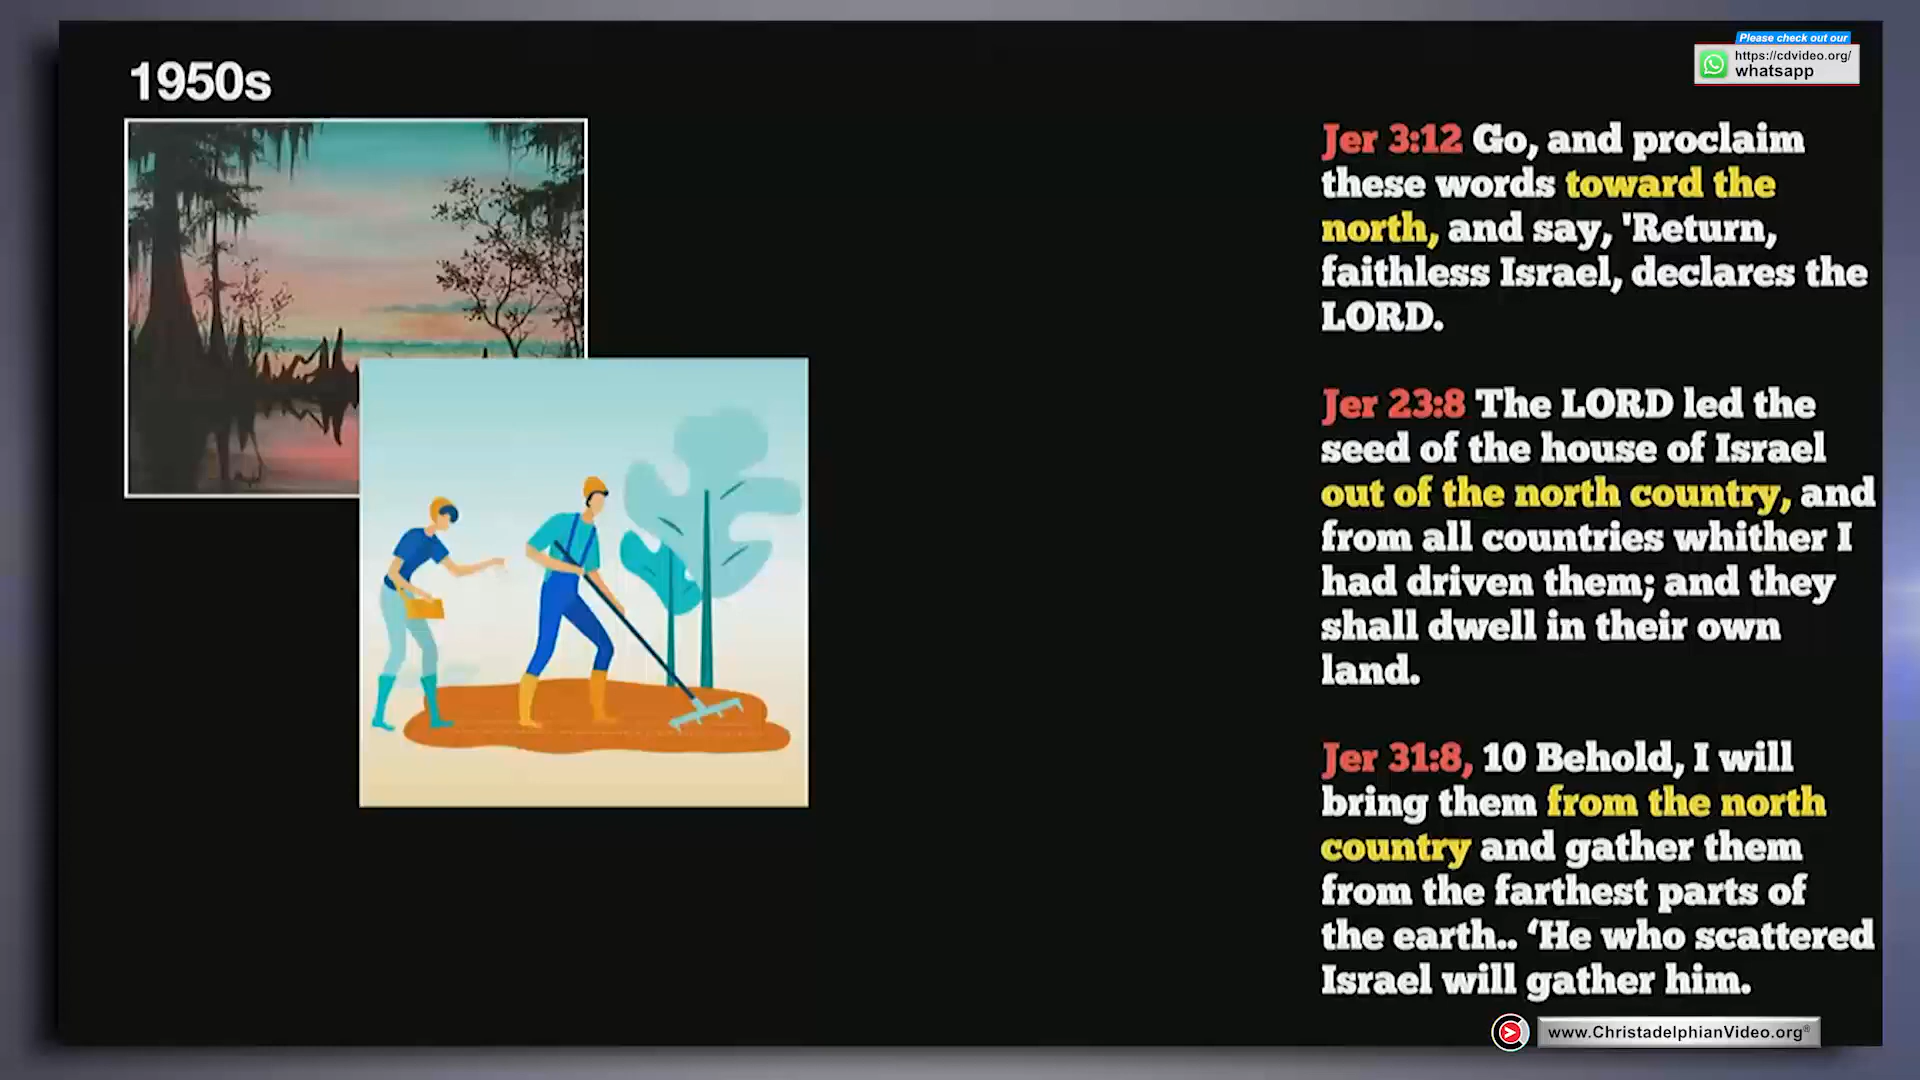 1950s
Please check out our
https://cdvideo.org/
whatsapp
Jer 3:12 Go, and proclaim
these words toward the
north, and say, 'Return,
faithless Israel, declares the
LORD.
Jer 23:8 The LORD led the
seed of the house of Israel
out of the north country, and
from all countries whither I
had driven them; and they
shall dwell in their own
land.
Jer 31:8, 10 Behold, I will
bring them from the north
country and gather them
from the farthest parts of
the earth.. ‘He who scattered
Israel will gather him.
www.ChristadelphianVideo.org®